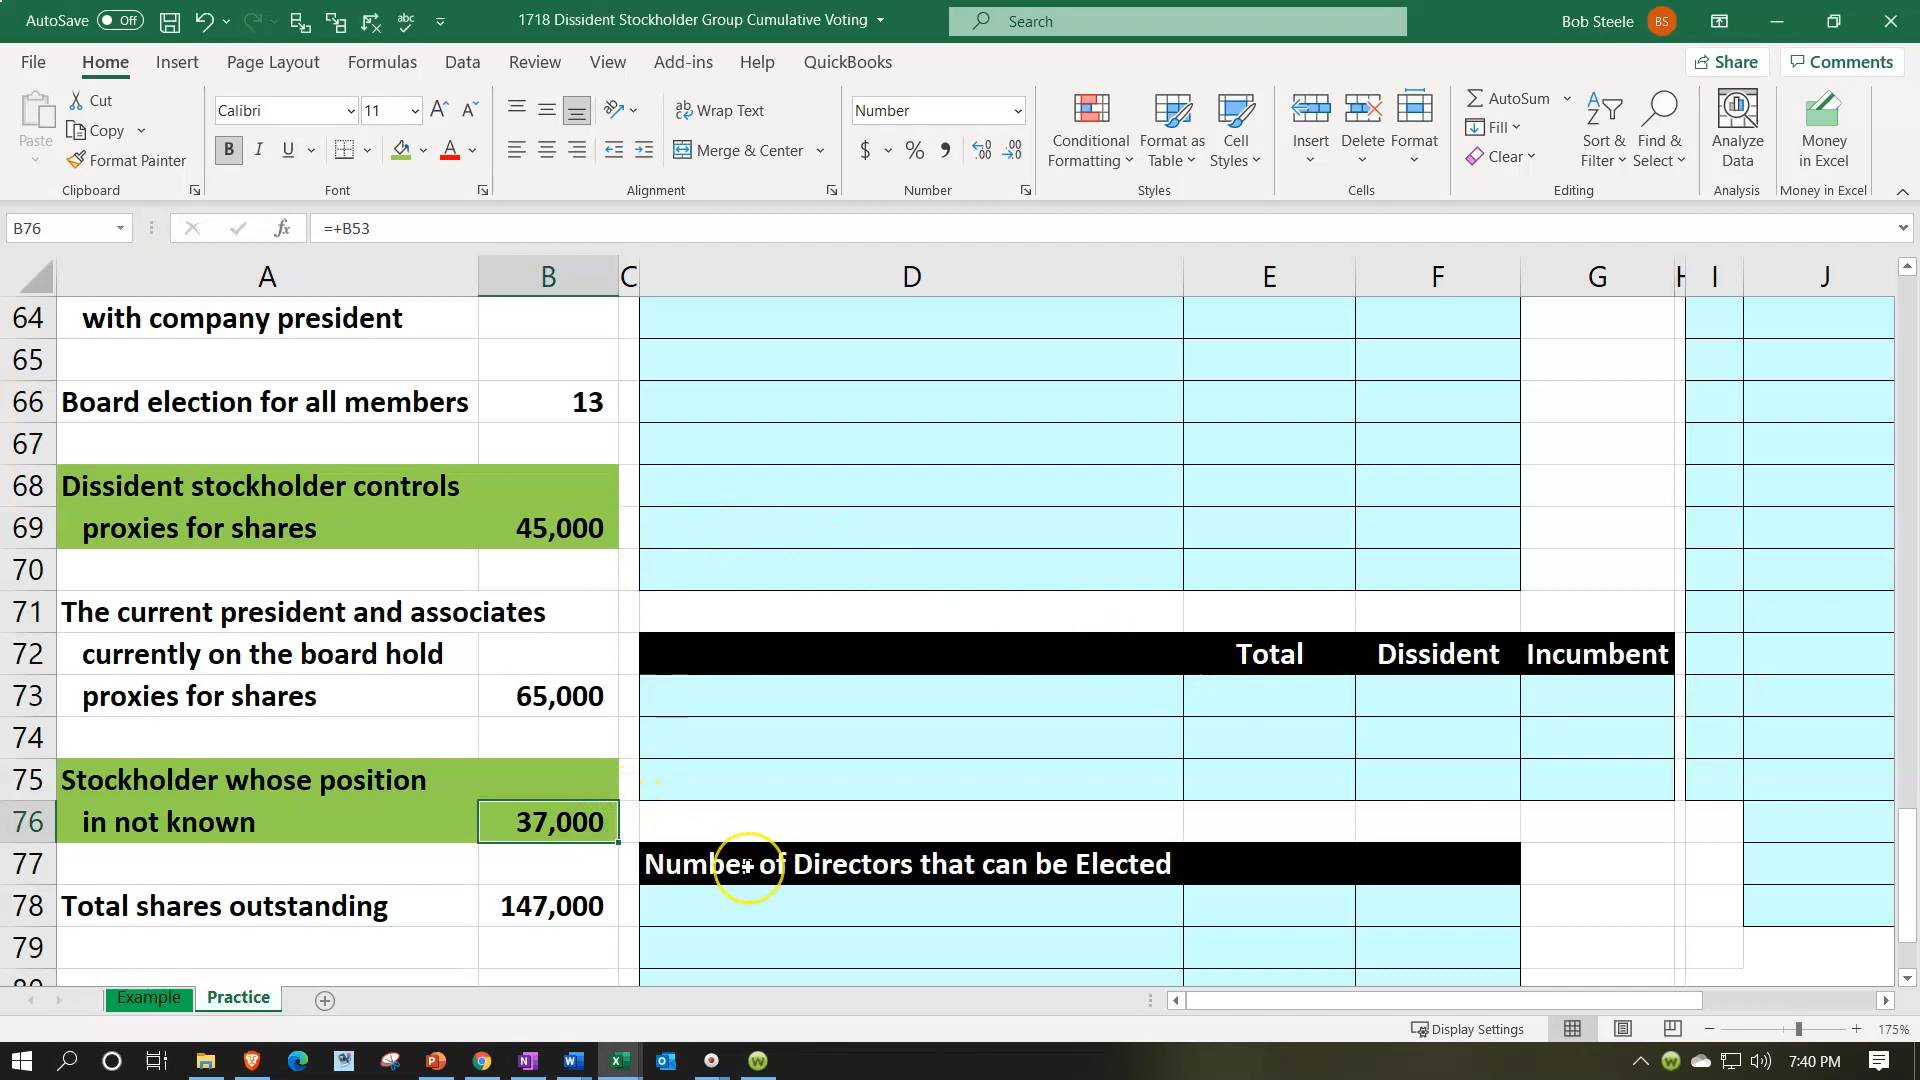 AutoSave Off
1718 Dissident Stockholder Group Cumulative Voting
Search
Bob Steele BS
File Home Insert Page Layout Formulas Data Review View Add-ins Help QuickBooks Share Comments
Paste
Cut
Copy
Format Painter
Clipboard
Calibri 11
B I U
Font
Wrap Text
Merge & Center
Alignment
Number
$ % ,
Number
Conditional Formatting
Format as Table
Cell Styles
Styles
Insert Delete Format
Cells
AutoSum
Fill
Clear
Sort & Filter
Find & Select
Editing
Analyze Data
Analysis
Money in Excel
Money in Excel
B76 fx =+B53
A B C D E F G H I J
64 with company president
65
66 Board election for all members 13
67
68 Dissident stockholder controls
69 proxies for shares 45,000
70
71 The current president and associates
72 currently on the board hold Total Dissident Incumbent
73 proxies for shares 65,000
74
75 Stockholder whose position
76 in not known 37,000
77 Number of Directors that can be Elected
78 Total shares outstanding 147,000
79
80
Example Practice
Display Settings 175%
7:40 PM